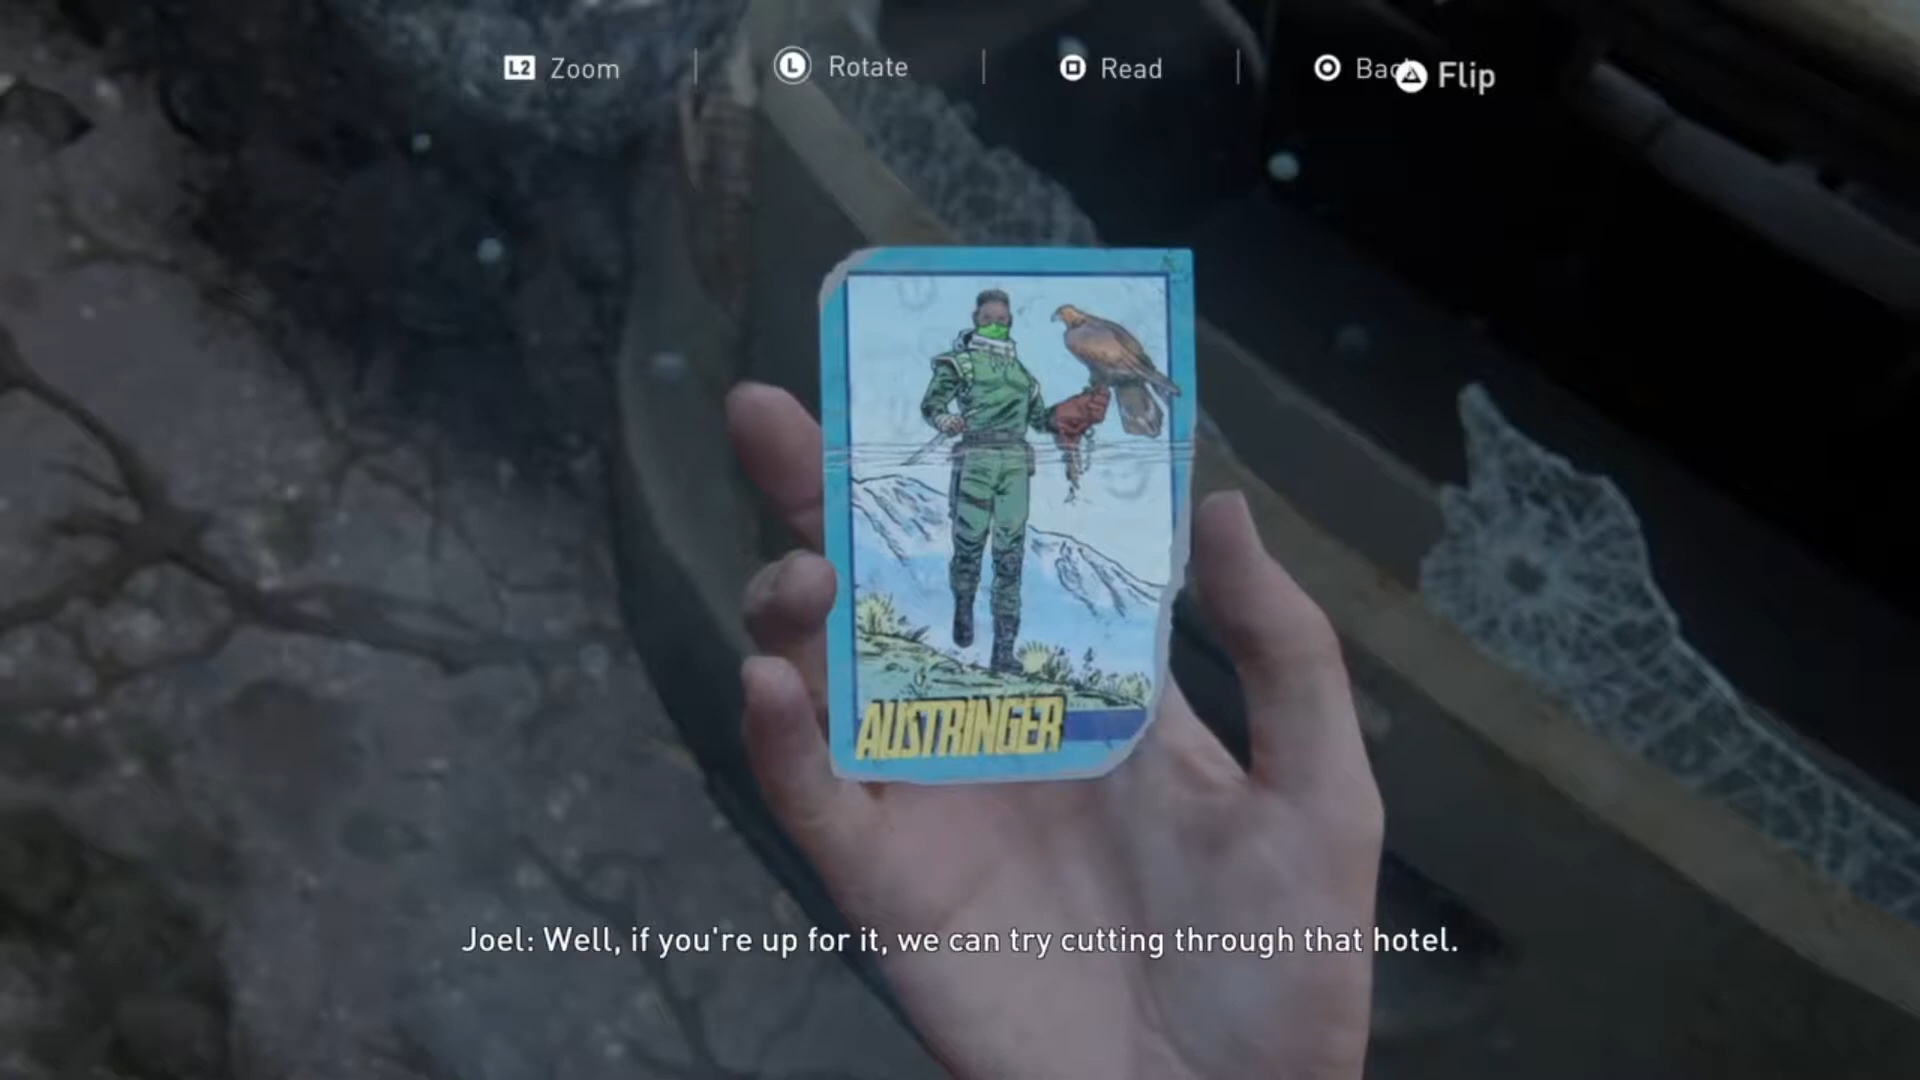 L2 Zoom
L Rotate
Read
Bac
Flip
AUSTRINGER
Joel: Well, if you're up for it, we can try cutting through that hotel.